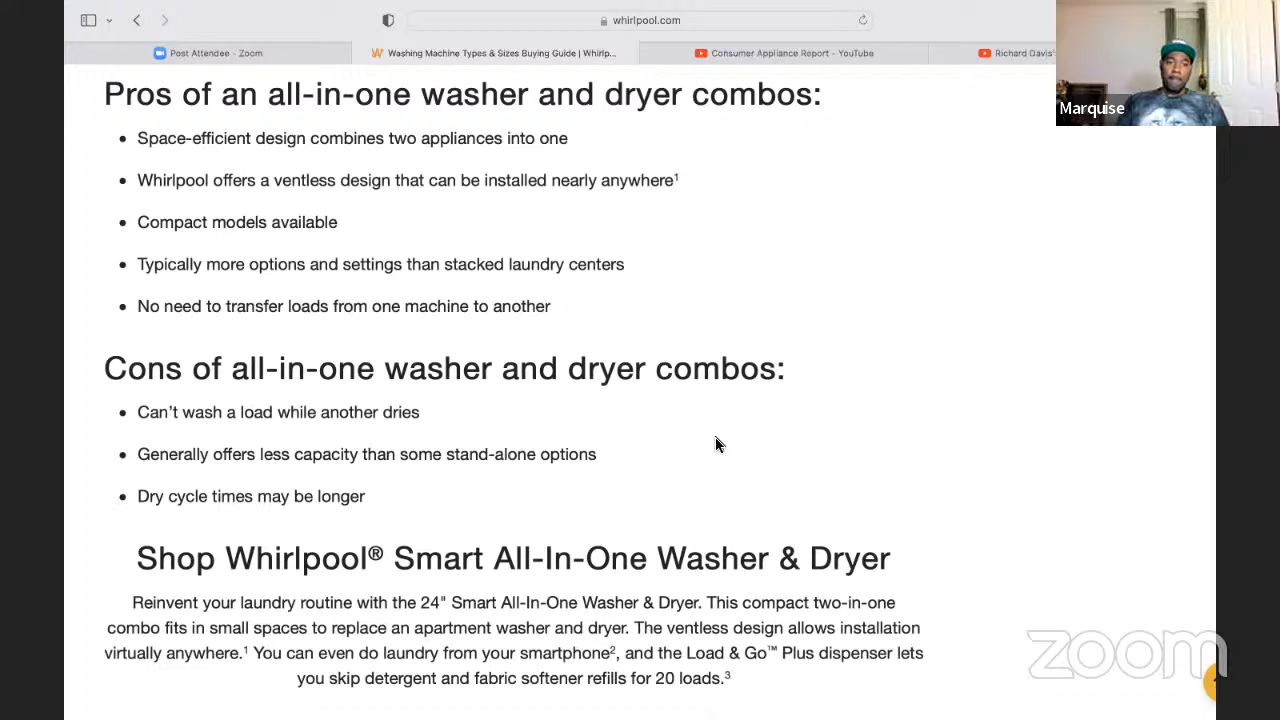 whirlpool.com
Post Attendee - Zoom
Washing Machine Types & Sizes Buying Guide | Whirlp...
Consumer Appliance Report - YouTube
Richard Davis'
Marquise
Pros of an all-in-one washer and dryer combos:
• Space-efficient design combines two appliances into one
• Whirlpool offers a ventless design that can be installed nearly anywhere¹
• Compact models available
• Typically more options and settings than stacked laundry centers
• No need to transfer loads from one machine to another
Cons of all-in-one washer and dryer combos:
• Can’t wash a load while another dries
• Generally offers less capacity than some stand-alone options
• Dry cycle times may be longer
Shop Whirlpool® Smart All-In-One Washer & Dryer
Reinvent your laundry routine with the 24" Smart All-In-One Washer & Dryer. This compact two-in-one
combo fits in small spaces to replace an apartment washer and dryer. The ventless design allows installation
virtually anywhere.¹ You can even do laundry from your smartphone², and the Load & Go™ Plus dispenser lets
you skip detergent and fabric softener refills for 20 loads.³
zoom